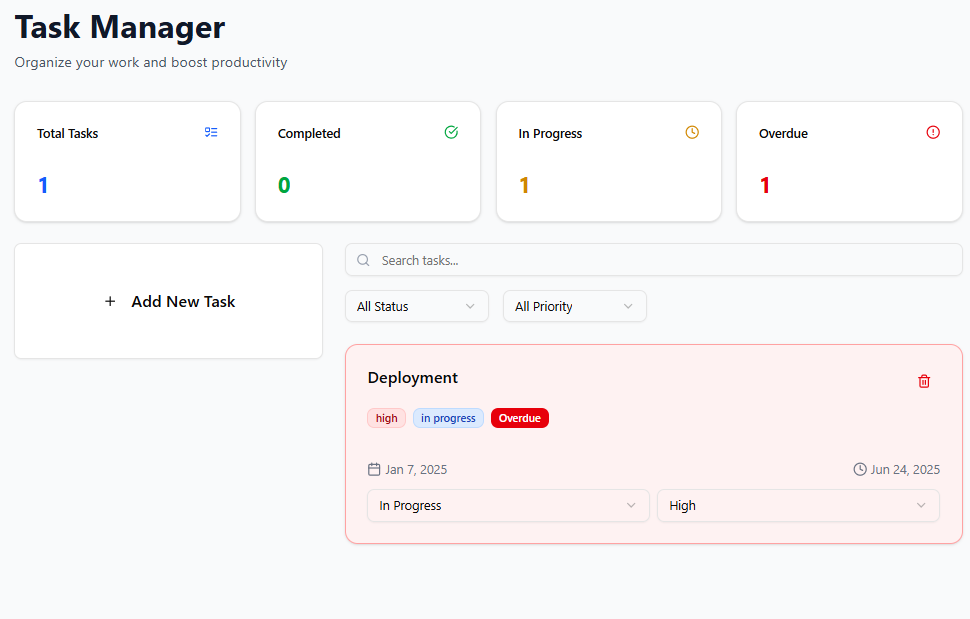 Task Manager
Organize your work and boost productivity
Total Tasks
Completed
In Progress
Overdue
1
0
1
1
+ Add New Task
Search tasks...
All Status
All Priority
Deployment
high
in progress
Overdue
Jan 7, 2025
Jun 24, 2025
In Progress
High